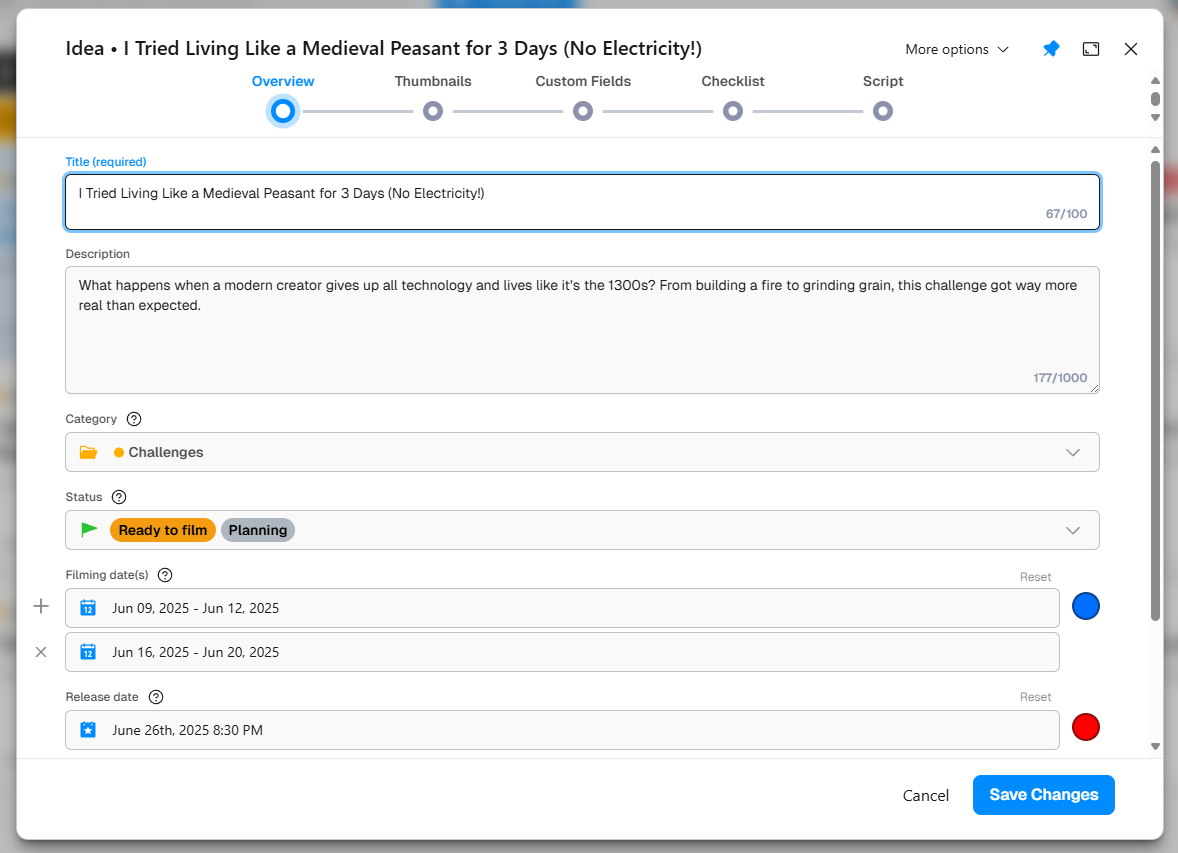 Idea • I Tried Living Like a Medieval Peasant for 3 Days (No Electricity!)
More options
Overview
Thumbnails
Custom Fields
Checklist
Script
Title (required)
I Tried Living Like a Medieval Peasant for 3 Days (No Electricity!)
67/100
Description
What happens when a modern creator gives up all technology and lives like it's the 1300s? From building a fire to grinding grain, this challenge got way more
real than expected.
177/1000
Category ?
Challenges
Status ?
Ready to film Planning
Filming date(s) ?
Reset
12 Jun 09, 2025 - Jun 12, 2025
12 Jun 16, 2025 - Jun 20, 2025
Release date ?
Reset
June 26th, 2025 8:30 PM
Cancel
Save Changes